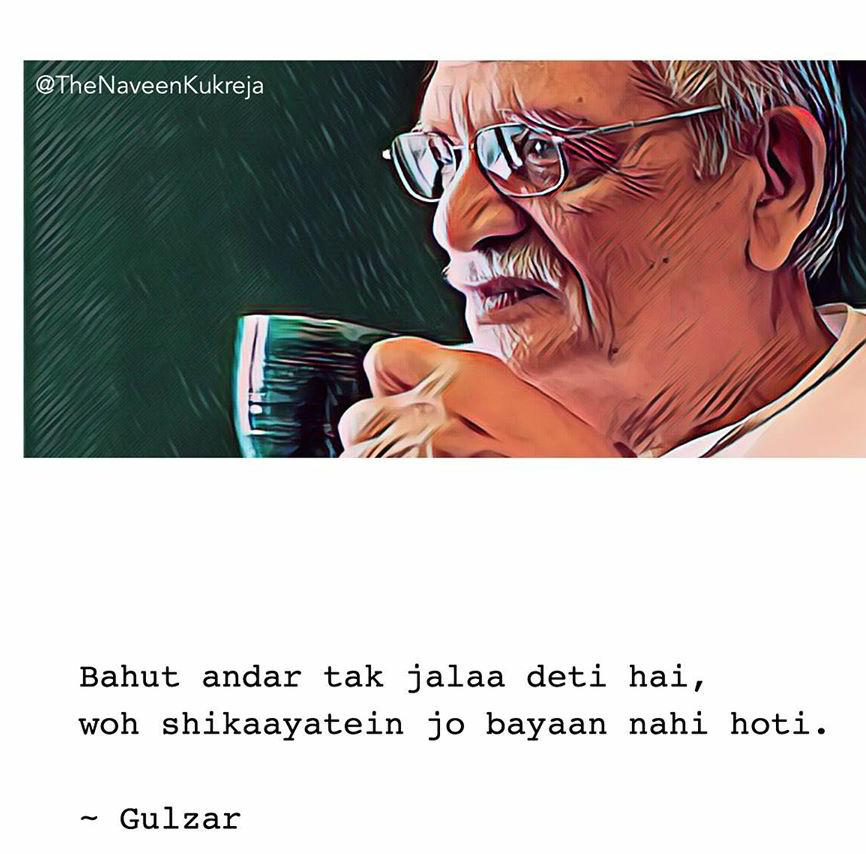 @TheNaveenKukreja
Bahut andar tak jalaa deti hai,
woh shikaayatein jo bayaan nahi hoti.
~ Gulzar